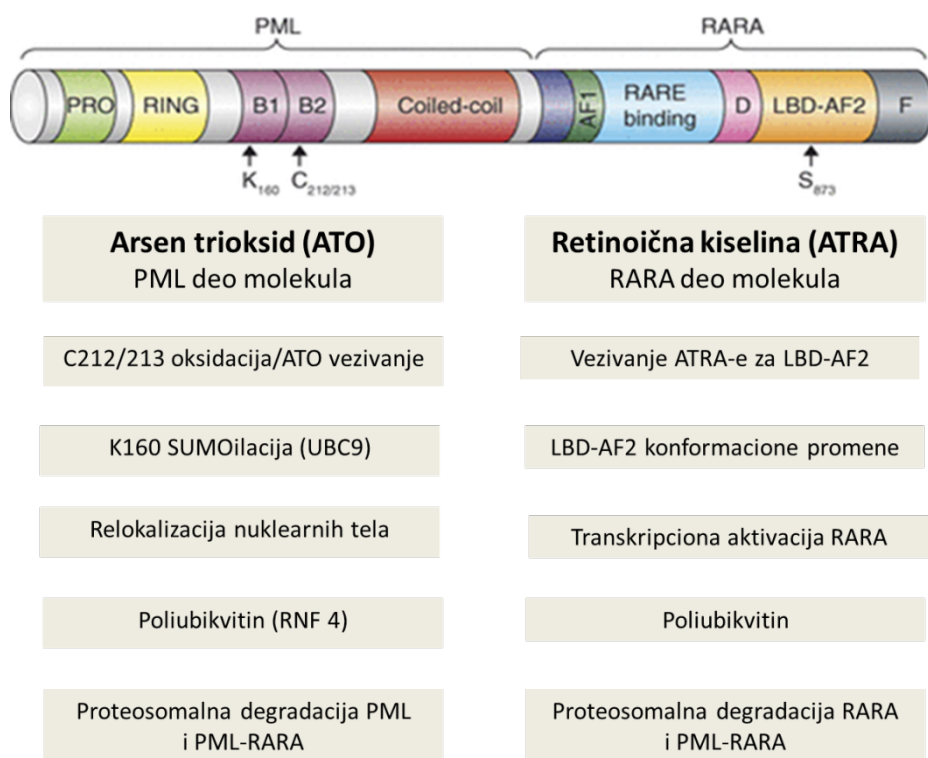 PML RARA
PRO RING B1 B2 Coiled-coil AF1 RARE binding D LBD-AF2 F
K160 C212/213 S873
Arsen trioksid (ATO)
PML deo molekula
Retinoična kiselina (ATRA)
RARA deo molekula
C212/213 oksidacija/ATO vezivanje
Vezivanje ATRA-e za LBD-AF2
K160 SUMOilacija (UBC9)
LBD-AF2 konformacione promene
Relokalizacija nuklearnih tela
Transkripciona aktivacija RARA
Poliubikvitin (RNF 4)
Poliubikvitin
Proteosomalna degradacija PML
i PML-RARA
Proteosomalna degradacija RARA
i PML-RARA